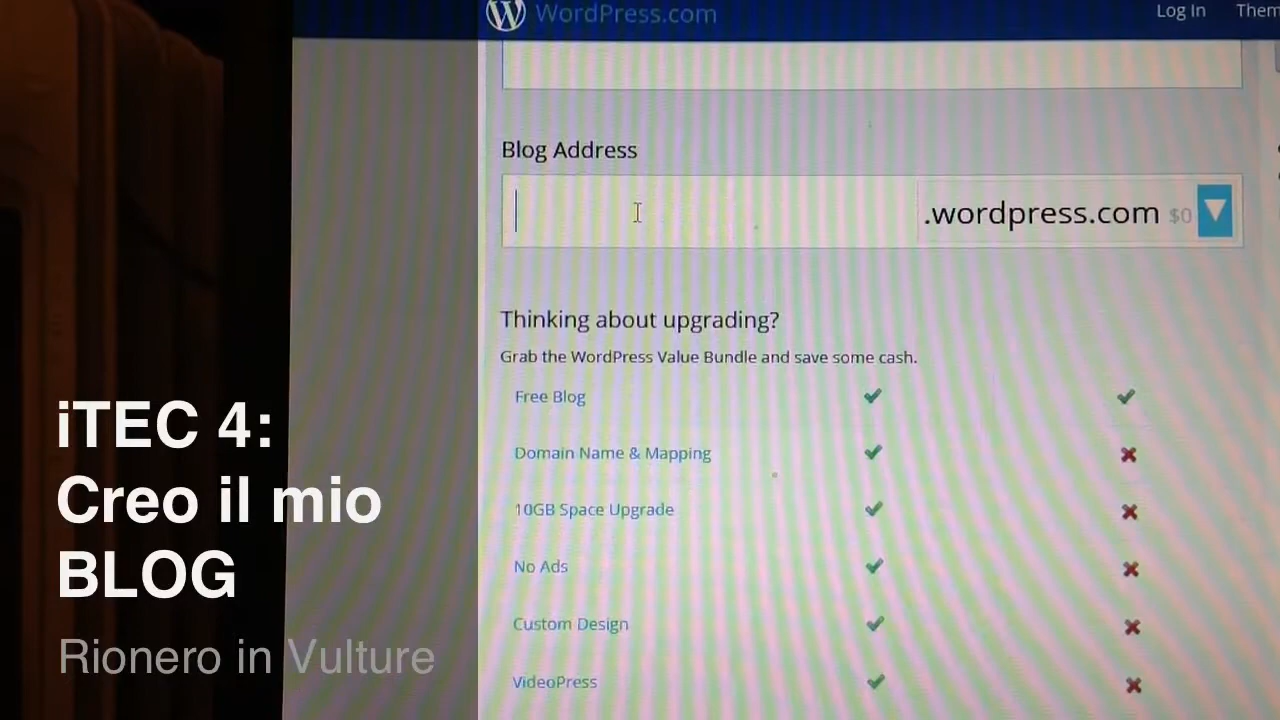 WordPress.com
Log In
Blog Address
.wordpress.com $0
Thinking about upgrading?
Grab the WordPress Value Bundle and save some cash.
Free Blog
Domain Name & Mapping
10GB Space Upgrade
No Ads
Custom Design
VideoPress
iTEC 4:
Creo il mio
BLOG
Rionero in Vulture